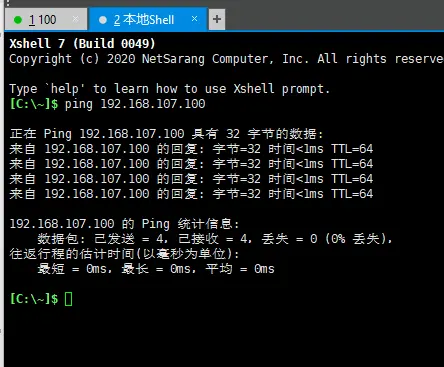 1 100 × 2 本地Shell × +
Xshell 7 (Build 0049)
Copyright (c) 2020 NetSarang Computer, Inc. All rights reserve
Type `help' to learn how to use Xshell prompt.
[C:\~]$ ping 192.168.107.100
正在 Ping 192.168.107.100 具有 32 字节的数据:
来自 192.168.107.100 的回复: 字节=32 时间<1ms TTL=64
来自 192.168.107.100 的回复: 字节=32 时间<1ms TTL=64
来自 192.168.107.100 的回复: 字节=32 时间<1ms TTL=64
来自 192.168.107.100 的回复: 字节=32 时间<1ms TTL=64
192.168.107.100 的 Ping 统计信息:
数据包: 已发送 = 4, 已接收 = 4, 丢失 = 0 (0% 丢失),
往返行程的估计时间(以毫秒为单位):
最短 = 0ms, 最长 = 0ms, 平均 = 0ms
[C:\~]$